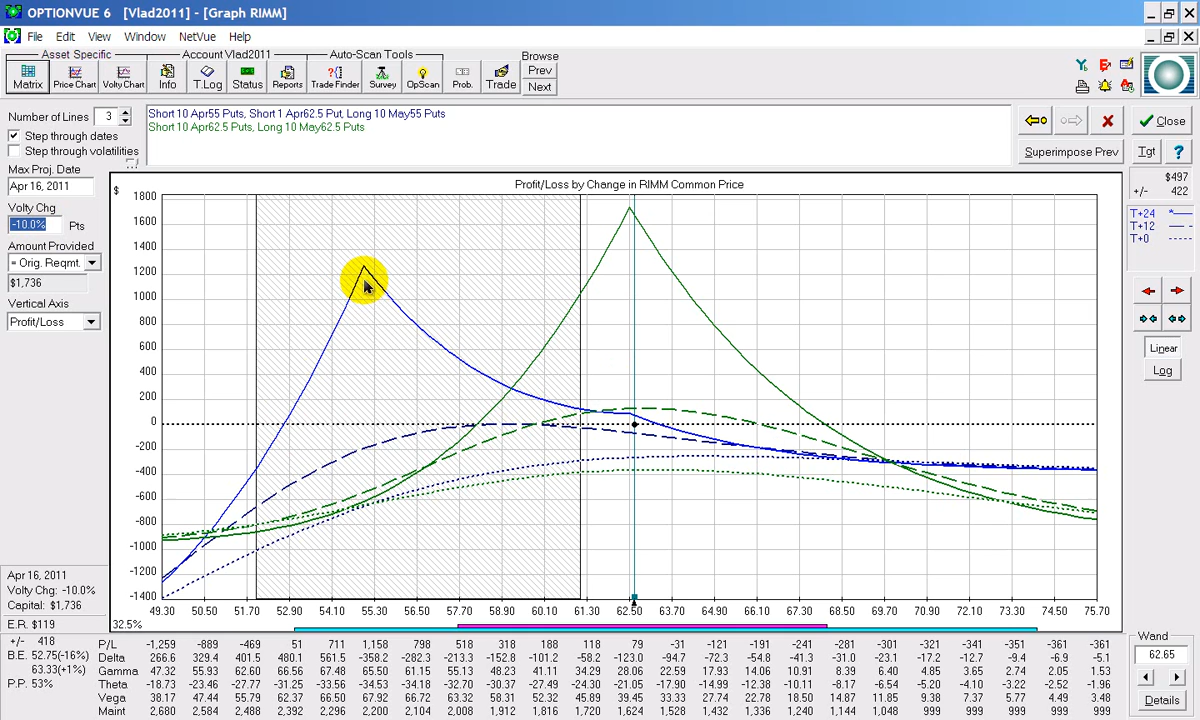 OPTIONVUE 6 [Vlad2011] - [Graph RIMM]
File Edit View Window NetVue Help
Asset Specific Account Vlad2011 Auto-Scan Tools Browse
Matrix Price Chart Volty Chart Info T.Log Status Reports Trade Finder Survey OpScan Prob. Trade Prev
Next
Number of Lines 3
Step through dates
Step through volatilities
Max Proj. Date
Apr 16, 2011
Volty Chg
-10.0% Pts
Amount Provided
= Orig. Reqmt.
$1,736
Vertical Axis
Profit/Loss
Short 10 Apr55 Puts, Short 1 Apr62.5 Put, Long 10 May55 Puts
Short 10 Apr62.5 Puts, Long 10 May62.5 Puts
Close
Superimpose Prev Tgt ?
$497
+/- 422
T+24
T+12
T+0
Linear
Log
$ Profit/Loss by Change in RIMM Common Price
1800
1600
1400
1200
1000
800
600
400
200
0
-200
-400
-600
-800
-1000
-1200
-1400
49.30 50.50 51.70 52.90 54.10 55.30 56.50 57.70 58.90 60.10 61.30 62.50 63.70 64.90 66.10 67.30 68.50 69.70 70.90 72.10 73.30 74.50 75.70
32.5%
Apr 16, 2011
Volty Chg: -10.0%
Capital: $1,736
E.R. $119
+/- 418
B.E. 52.75(-16%)
63.33(+1%)
P.P. 53%
P/L -1,259 -889 -469 51 711 1,158 798 518 318 188 118 79 -31 -121 -191 -241 -281 -301 -321 -341 -351 -361 -361
Delta 266.6 329.4 401.5 480.1 561.5 -358.2 -282.3 -213.3 -152.8 -101.2 -58.2 -123.0 -94.7 -72.3 -54.8 -41.3 -31.0 -23.1 -17.2 -12.7 -9.4 -6.9 -5.1
Gamma 47.32 55.93 62.60 66.56 67.48 65.50 61.15 55.13 48.23 41.11 34.29 28.06 22.59 17.93 14.06 10.91 8.39 6.40 4.85 3.65 2.74 2.05 1.53
Theta -18.73 -23.46 -27.77 -31.25 -33.56 -34.53 -34.18 -32.70 -30.37 -27.49 -24.30 -21.05 -17.90 -14.99 -12.38 -10.11 -8.17 -6.54 -5.20 -4.10 -3.22 -2.52 -1.96
Vega 38.17 47.44 55.79 62.37 66.50 67.92 66.72 63.32 58.31 52.32 45.89 39.45 33.33 27.74 22.78 18.50 14.87 11.85 9.38 7.37 5.77 4.49 3.48
Maint 2,680 2,584 2,488 2,392 2,296 2,200 2,104 2,008 1,912 1,816 1,720 1,624 1,528 1,432 1,336 1,240 1,144 1,048 999 999 999 999 999
Wand
62.65
Details